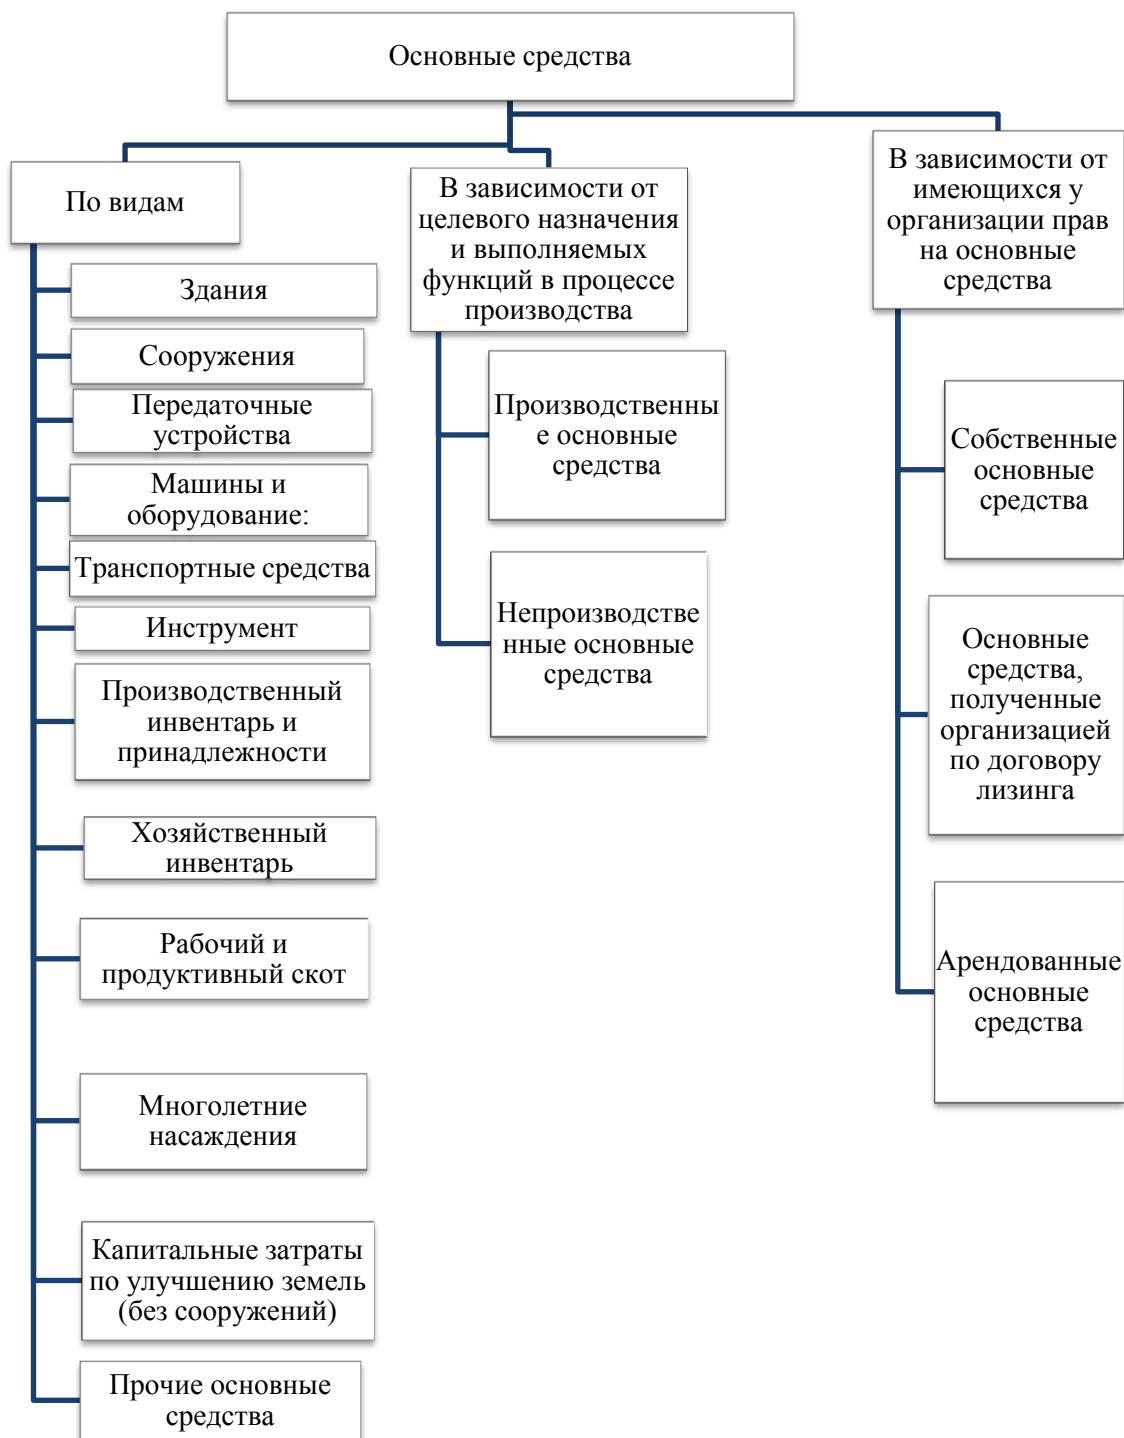 Основные средства
По видам
Здания
Сооружения
Передаточные
устройства
Машины и
оборудование:
Транспортные средства
Инструмент
Производственный
инвентарь и
принадлежности
Хозяйственный
инвентарь
Рабочий и
продуктивный скот
Многолетние
насаждения
Капитальные затраты
по улучшению земель
(без сооружений)
Прочие основные
средства
В зависимости от
целевого назначения
и выполняемых
функций в процессе
производства
Производственны
е основные
средства
Непроизводстве
нные основные
средства
В зависимости от
имеющихся у
организации прав
на основные
средства
Собственные
основные
средства
Основные
средства,
полученные
организацией
по договору
лизинга
Арендованные
основные
средства